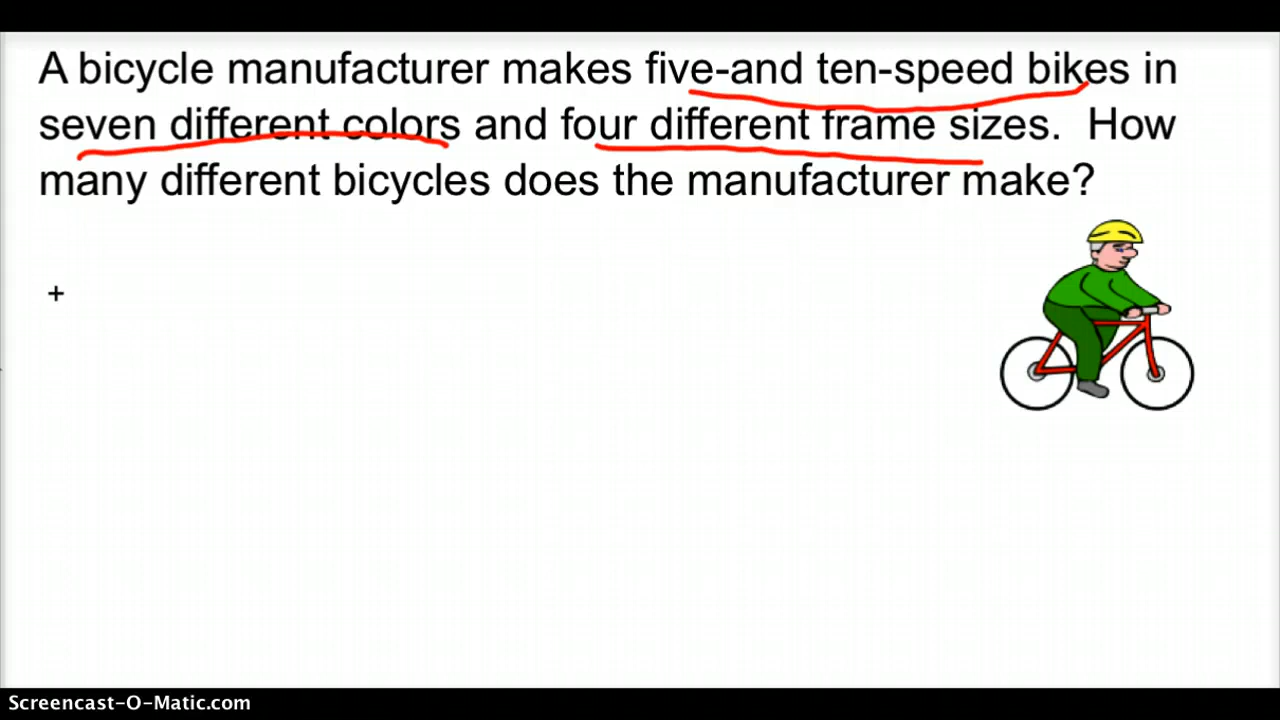 A bicycle manufacturer makes five-and ten-speed bikes in
seven different colors and four different frame sizes. How
many different bicycles does the manufacturer make?
+
Screencast-O-Matic.com